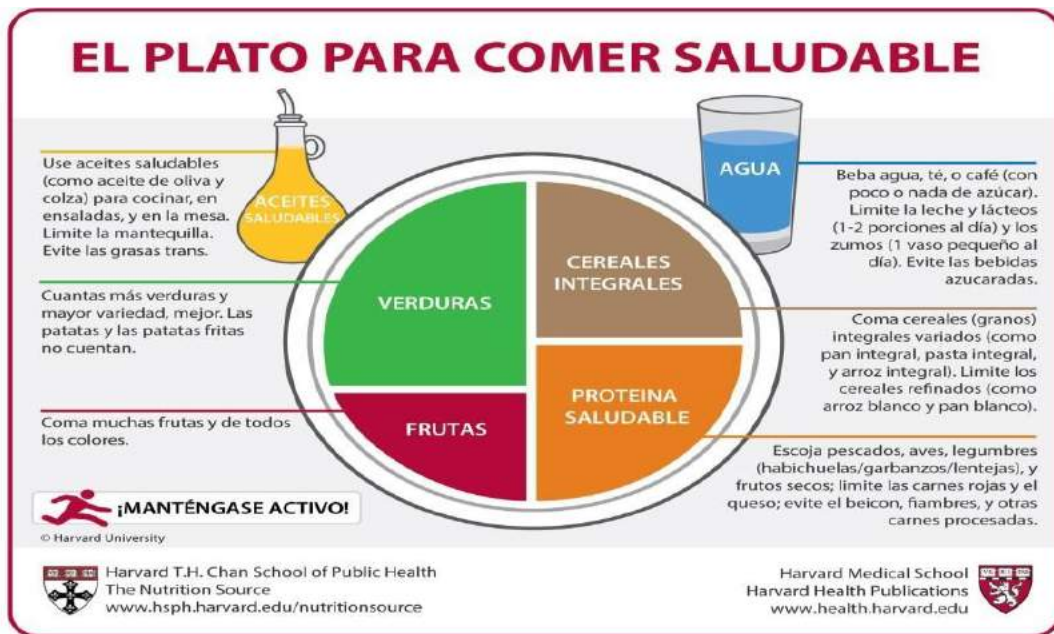 EL PLATO PARA COMER SALUDABLE
Use aceites saludables
(como aceite de oliva y
colza) para cocinar, en
ensaladas, y en la mesa.
Limite la mantequilla.
Evite las grasas trans.
ACEITES
SALUDABLES
Cuantas más verduras y
mayor variedad, mejor. Las
patatas y las patatas fritas
no cuentan.
Coma muchas frutas y de todos
los colores.
VERDURAS
FRUTAS
CEREALES
INTEGRALES
PROTEINA
SALUDABLE
AGUA
Beba agua, té, o café (con
poco o nada de azúcar).
Limite la leche y lácteos
(1-2 porciones al día) y los
zumos (1 vaso pequeño al
día). Evite las bebidas
azucaradas.
Coma cereales (granos)
integrales variados (como
pan integral, pasta integral,
y arroz integral). Limite los
cereales refinados (como
arroz blanco y pan blanco).
Escoja pescados, aves, legumbres
(habichuelas/garbanzos/lentejas), y
frutos secos; limite las carnes rojas y el
queso; evite el beicon, fiambres, y otras
carnes procesadas.
¡MANTÉNGASE ACTIVO!
© Harvard University
Harvard T.H. Chan School of Public Health
The Nutrition Source
www.hsph.harvard.edu/nutritionsource
Harvard Medical School
Harvard Health Publications
www.health.harvard.edu